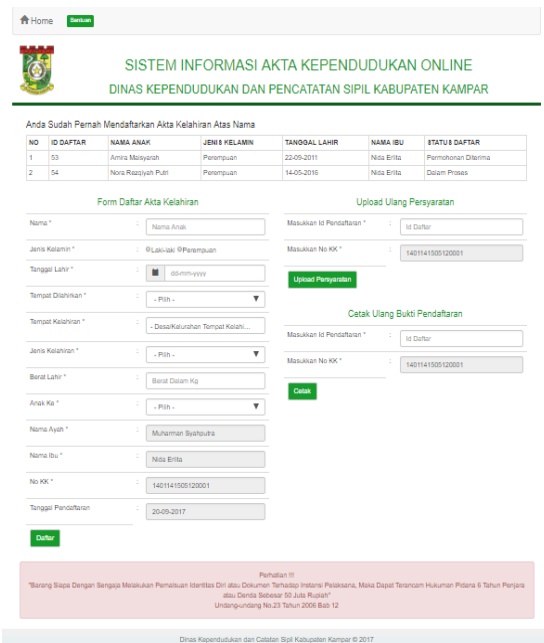 Home Bantuan
SISTEM INFORMASI AKTA KEPENDUDUKAN ONLINE
DINAS KEPENDUDUKAN DAN PENCATATAN SIPIL KABUPATEN KAMPAR
Anda Sudah Pernah Mendaftarkan Akta Kelahiran Atas Nama
NO ID DAFTAR NAMA ANAK JENIS KELAMIN TANGGAL LAHIR NAMA IBU STATUS DAFTAR
1 53 Amira Maisyarah Perempuan 22-09-2011 Nida Erlita Permohonan Diterima
2 54 Nora Rezqiyah Putri Perempuan 14-05-2016 Nida Erlita Dalam Proses
Form Daftar Akta Kelahiran
Nama * : Nama Anak
Jenis Kelamin * : Laki-laki Perempuan
Tanggal Lahir * : dd-mm-yyyy
Tempat Dilahirkan * : - Pilih -
Tempat Kelahiran * : - Desa/Kelurahan Tempat Kelahi...
Jenis Kelahiran * : - Pilih -
Berat Lahir * : Berat Dalam Kg
Anak Ke * : - Pilih -
Nama Ayah * : Muharman Syahputra
Nama Ibu * : Nida Erlita
No KK * : 1401141505120001
Tanggal Pendaftaran : 20-09-2017
Daftar
Upload Ulang Persyaratan
Masukkan Id Pendaftaran * : Id Daftar
Masukkan No KK * : 1401141505120001
Upload Persyaratan
Cetak Ulang Bukti Pendaftaran
Masukkan Id Pendaftaran * : Id Daftar
Masukkan No KK * : 1401141505120001
Cetak
Perhatian !!!
"Barang Siapa Dengan Sengaja Melakukan Pemalsuan Identitas Diri atau Dokumen Terhadap Instansi Pelaksana, Maka Dapat Terancam Hukuman Pidana 6 Tahun Penjara
atau Denda Sebesar 50 Juta Rupiah"
Undang-undang No.23 Tahun 2006 Bab 12
Dinas Kependudukan dan Catatan Sipil Kabupaten Kampar © 2017